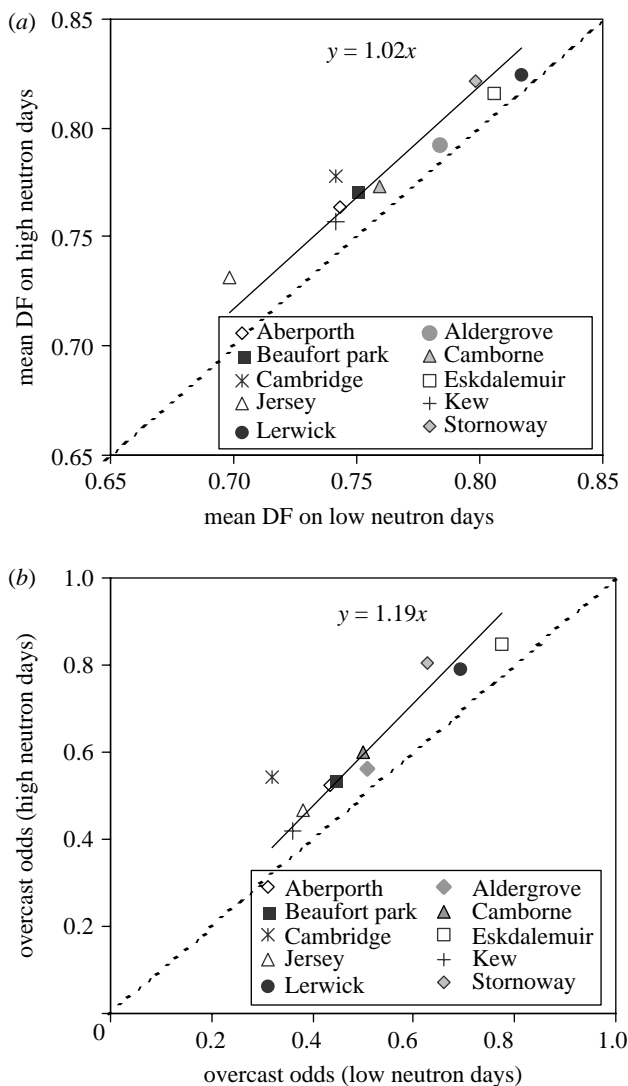 (a)
0.85
y = 1.02x
0.80
0.75
0.70
0.65
mean DF on high neutron days
Aberporth
Aldergrove
Beaufort park
Camborne
Cambridge
Eskdalemuir
Jersey
Kew
Lerwick
Stornoway
0.65 0.70 0.75 0.80 0.85
mean DF on low neutron days
(b)
1.0
y = 1.19x
0.8
0.6
0.4
0.2
0
overcast odds (high neutron days)
Aberporth
Aldergrove
Beaufort park
Camborne
Cambridge
Eskdalemuir
Jersey
Kew
Lerwick
Stornoway
0.2 0.4 0.6 0.8 1.0
overcast odds (low neutron days)